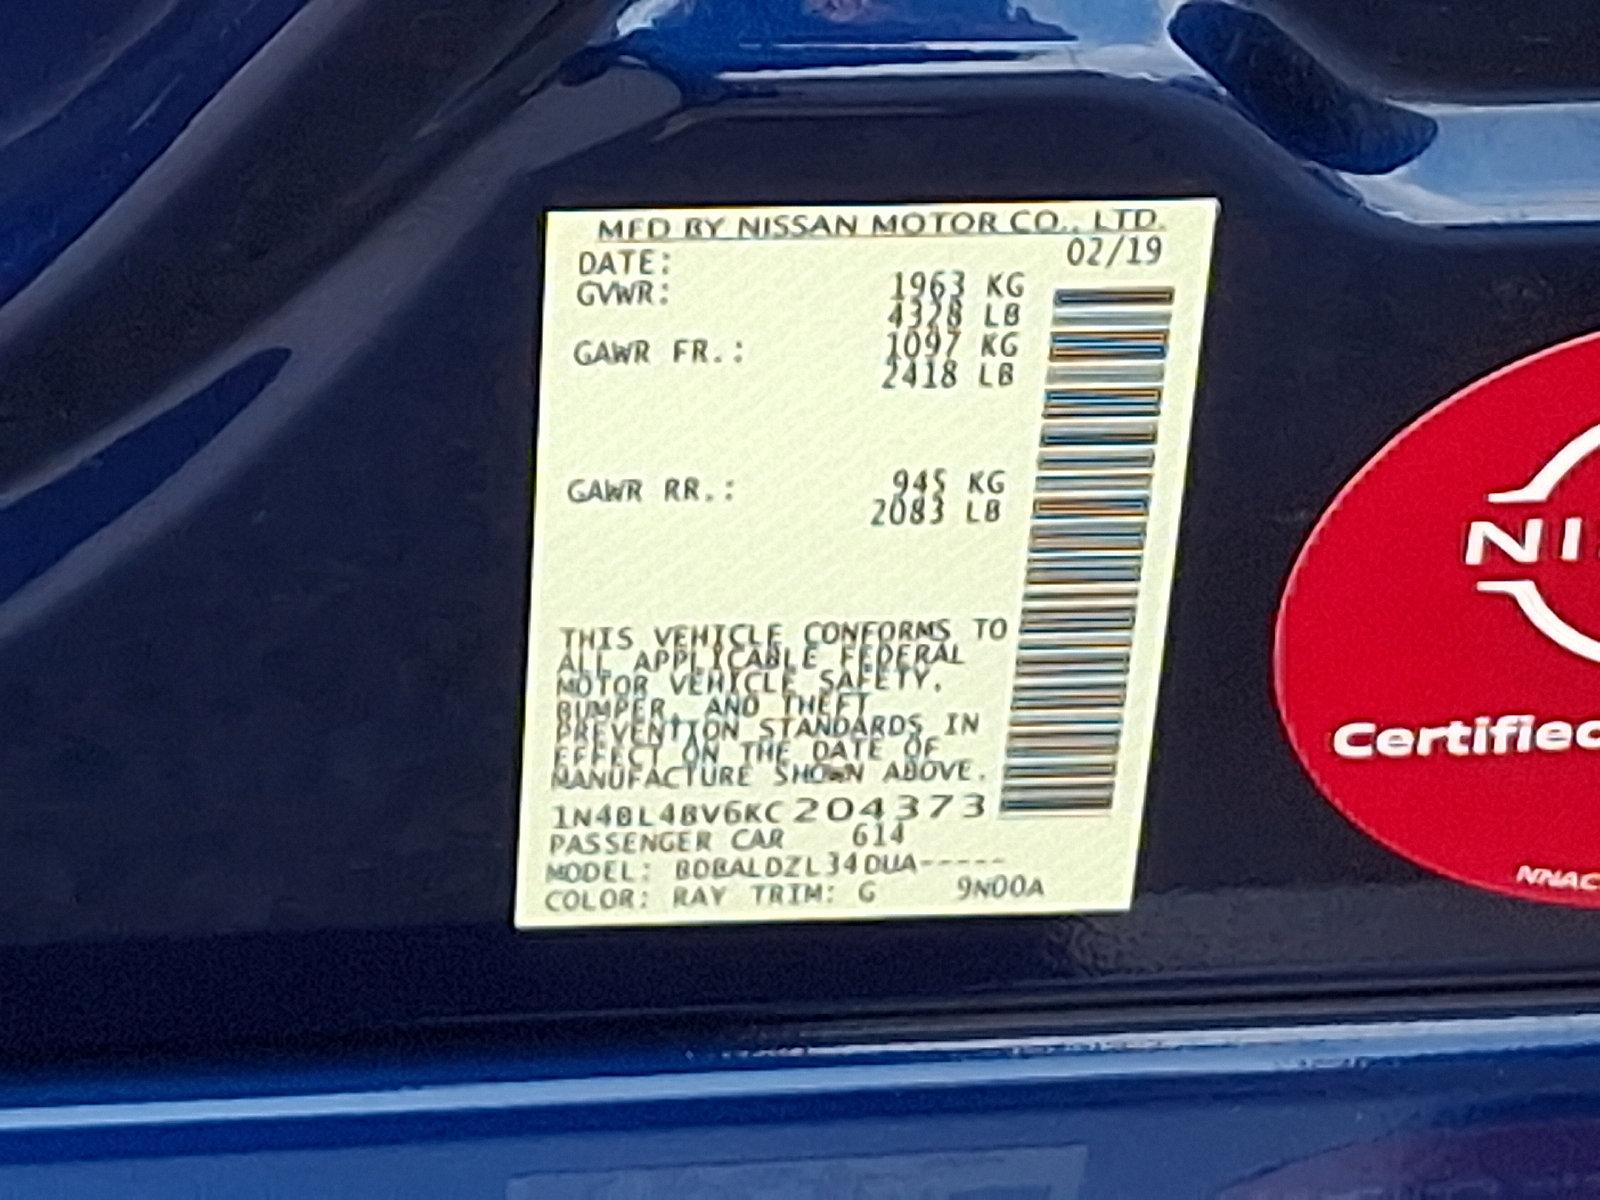 MFD BY NISSAN MOTOR CO., LTD.
DATE: 02/19
GVWR: 1963 KG
4328 LB
GAWR FR.: 1097 KG
2418 LB
GAWR RR.: 945 KG
2083 LB
THIS VEHICLE CONFORMS TO
ALL APPLICABLE FEDERAL
MOTOR VEHICLE SAFETY,
BUMPER, AND THEFT
PREVENTION STANDARDS IN
EFFECT ON THE DATE OF
MANUFACTURE SHOWN ABOVE.
1N4BL4BV6KC204373
PASSENGER CAR 614
MODEL:
COLOR: RAY TRIM: G 9N00A
NI
Certified
NNAC